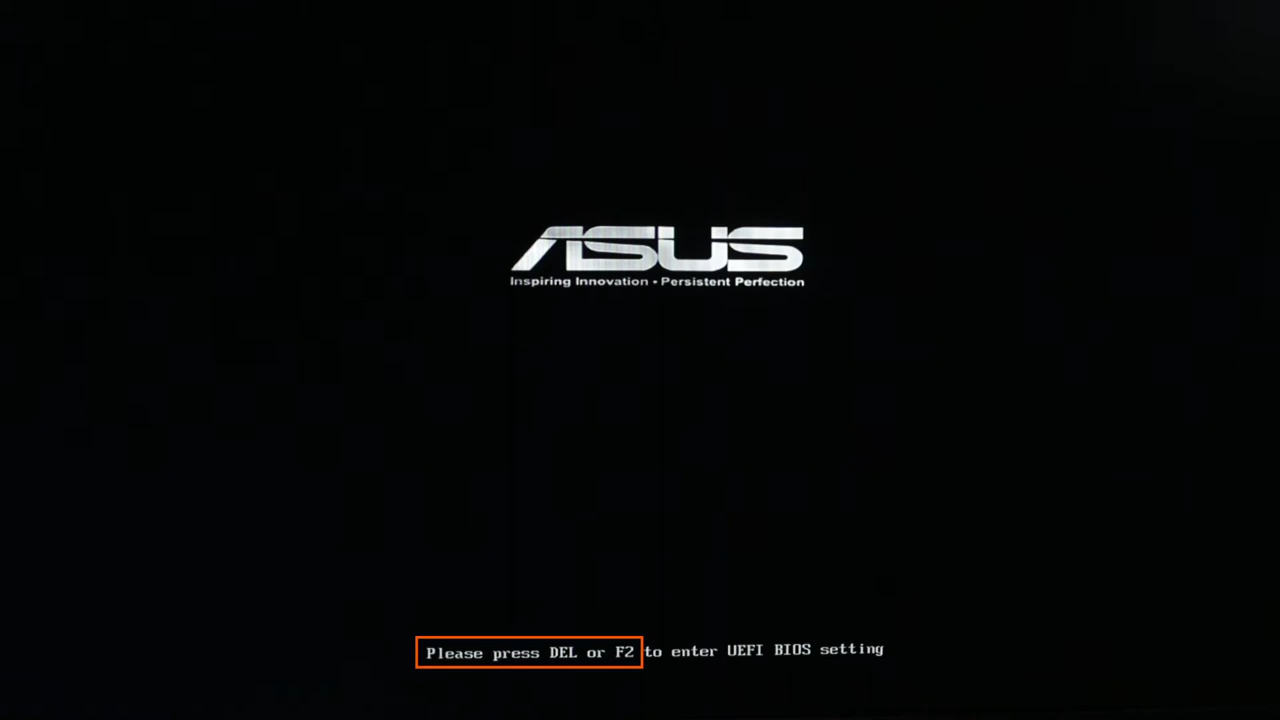 ASUS
Inspiring Innovation • Persistent Perfection
Please press DEL or F2 to enter UEFI BIOS setting